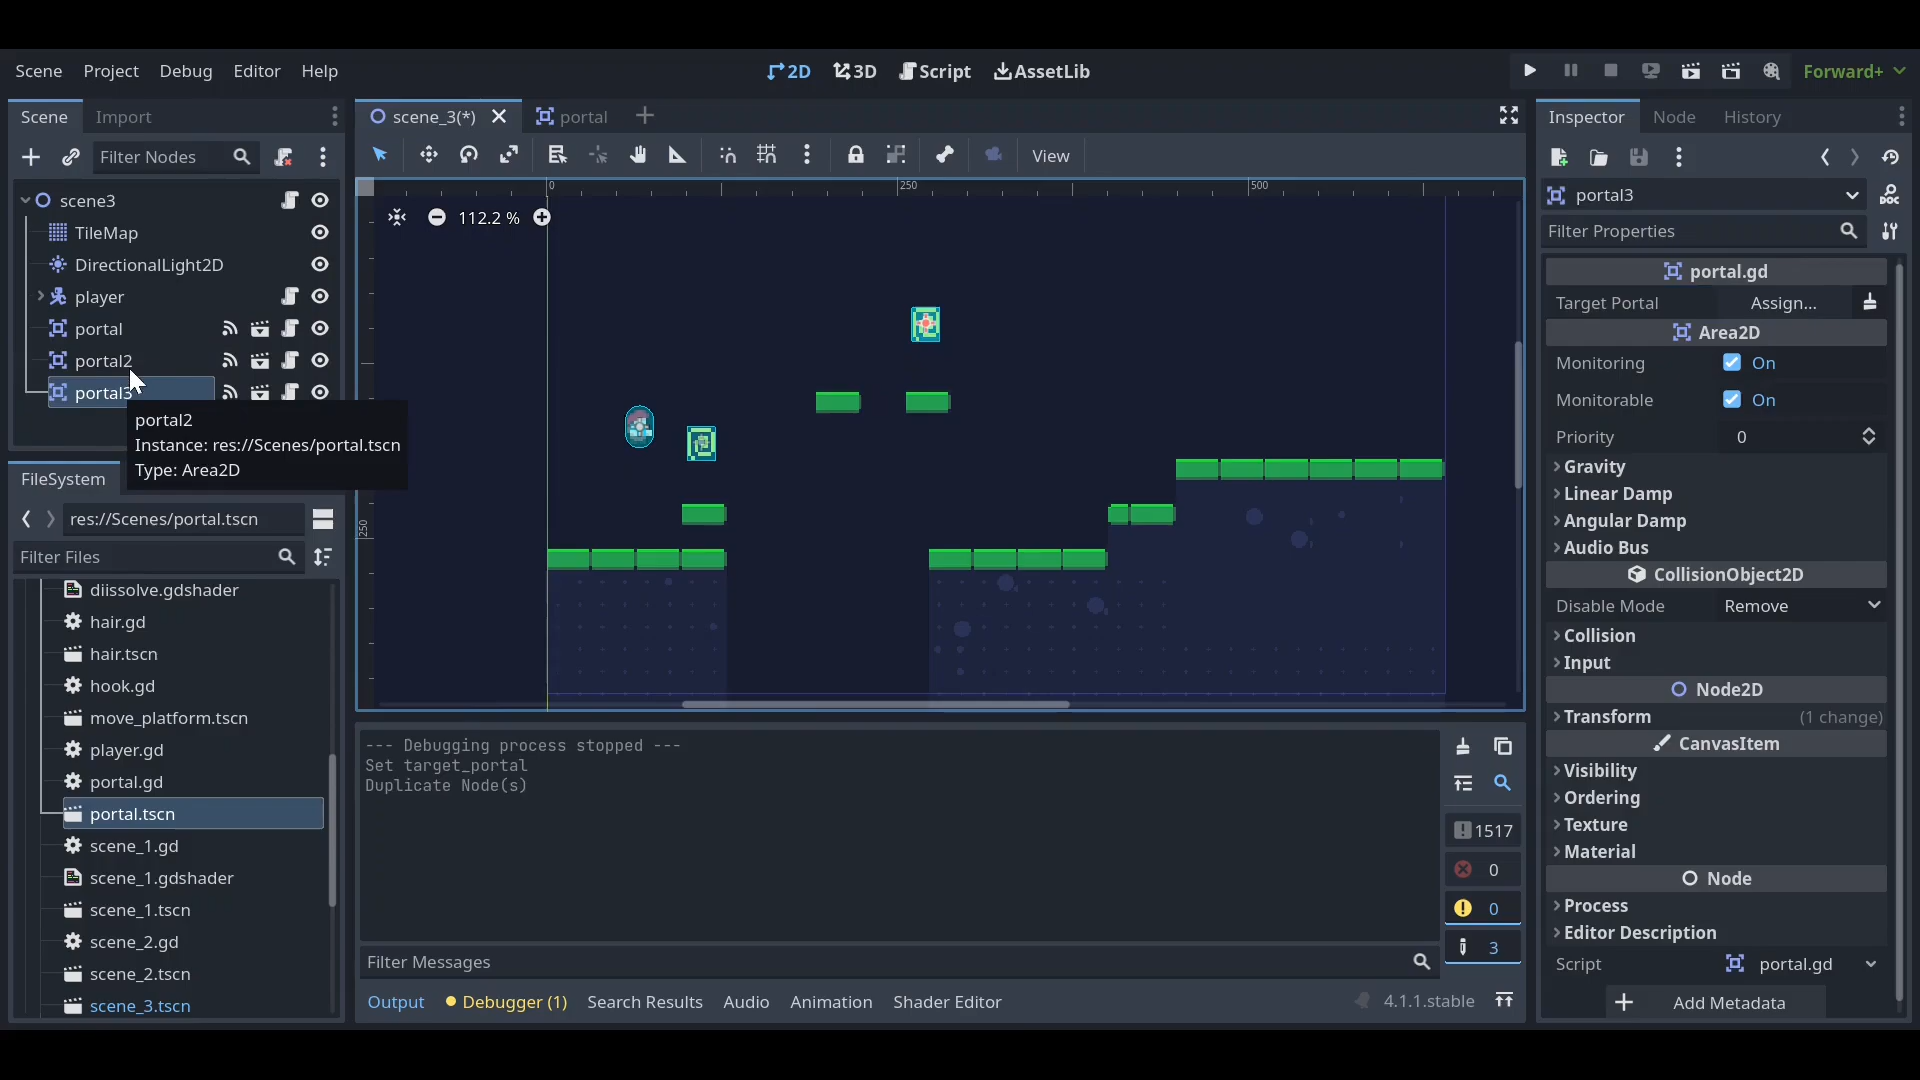 Scene Project Debug Editor Help
2D 3D Script AssetLib
Forward+
Scene Import
scene_3(*) portal
Inspector Node History
Filter Nodes
View
scene3
TileMap
DirectionalLight2D
player
portal
portal2
portal3
portal2
Instance: res://Scenes/portal.tscn
Type: Area2D
0 250 500
112.2 %
250
FileSystem
res://Scenes/portal.tscn
Filter Files
diissolve.gdshader
hair.gd
hair.tscn
hook.gd
move_platform.tscn
player.gd
portal.gd
portal.tscn
scene_1.gd
scene_1.gdshader
scene_1.tscn
scene_2.gd
scene_2.tscn
scene_3.tscn
--- Debugging process stopped ---
Set target_portal
Duplicate Node(s)
1517
0
0
3
Filter Messages
Output Debugger (1) Search Results Audio Animation Shader Editor 4.1.1.stable
portal3
Filter Properties
portal.gd
Target Portal Assign...
Area2D
Monitoring On
Monitorable On
Priority 0
Gravity
Linear Damp
Angular Damp
Audio Bus
CollisionObject2D
Disable Mode Remove
Collision
Input
Node2D
Transform (1 change)
CanvasItem
Visibility
Ordering
Texture
Material
Node
Process
Editor Description
Script portal.gd
Add Metadata